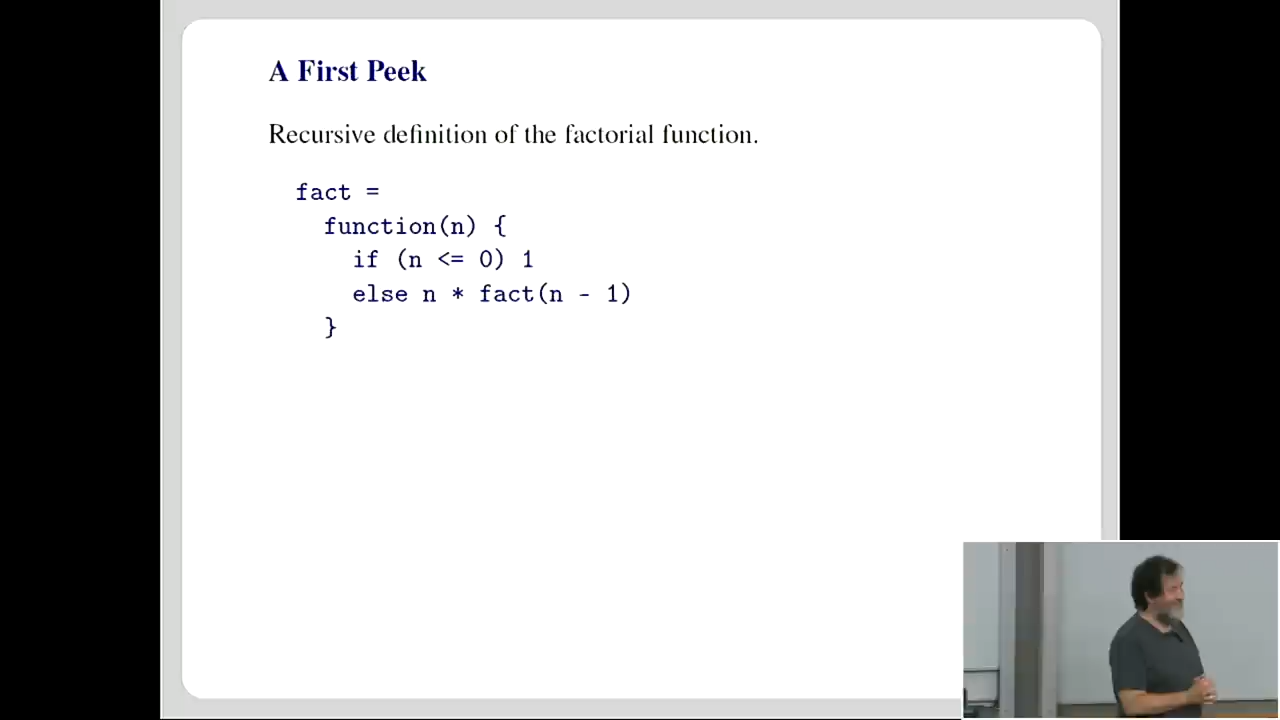 A First Peek
Recursive definition of the factorial function.
fact =
function(n) {
if (n <= 0) 1
else n * fact(n - 1)
}